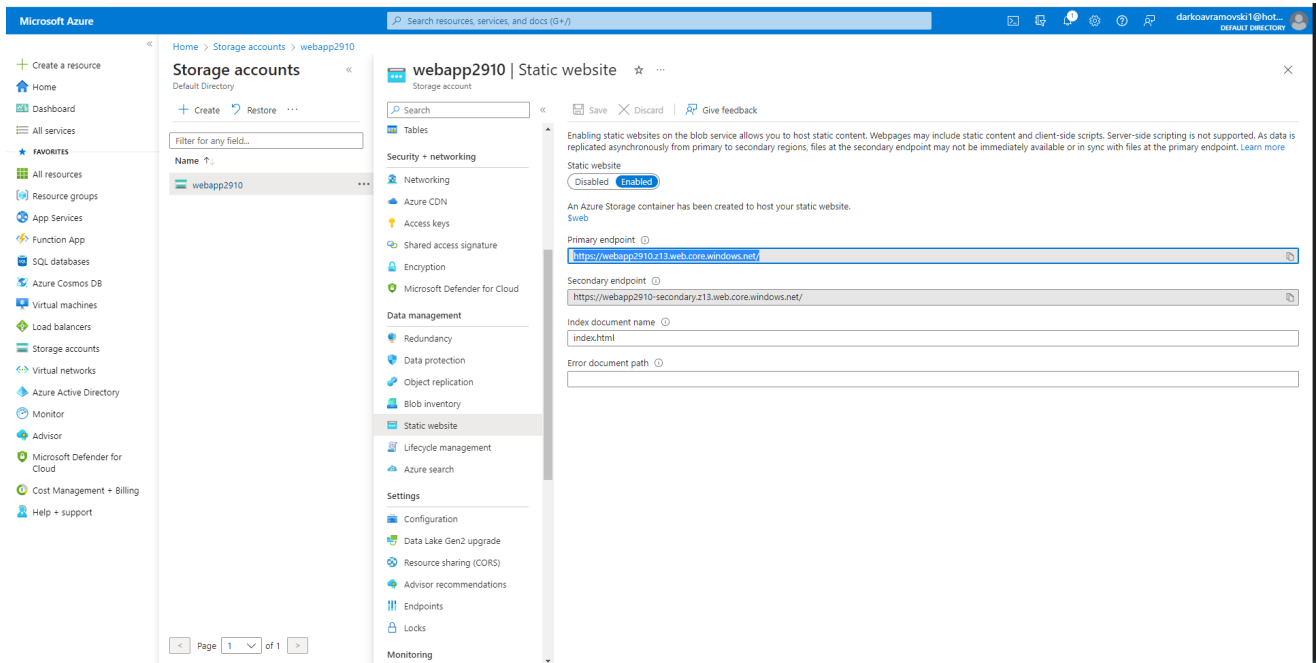 Microsoft Azure
Search resources, services, and docs (G+/)
1
darkoavramovski1@hot...
DEFAULT DIRECTORY
Create a resource
Home
Dashboard
All services
FAVORITES
All resources
Resource groups
App Services
Function App
SQL databases
Azure Cosmos DB
Virtual machines
Load balancers
Storage accounts
Virtual networks
Azure Active Directory
Monitor
Advisor
Microsoft Defender for
Cloud
Cost Management + Billing
Help + support
Home > Storage accounts > webapp2910
Storage accounts
Default Directory
Create Restore ...
Filter for any field...
Name ↑↓
webapp2910 ...
< Page 1 of 1 >
webapp2910 | Static website ...
Storage account
Search
Tables
Security + networking
Networking
Azure CDN
Access keys
Shared access signature
Encryption
Microsoft Defender for Cloud
Data management
Redundancy
Data protection
Object replication
Blob inventory
Static website
Lifecycle management
Azure search
Settings
Configuration
Data Lake Gen2 upgrade
Resource sharing (CORS)
Advisor recommendations
Endpoints
Locks
Monitoring
Save Discard Give feedback
Enabling static websites on the blob service allows you to host static content. Webpages may include static content and client-side scripts. Server-side scripting is not supported. As data is
replicated asynchronously from primary to secondary regions, files at the secondary endpoint may not be immediately available or in sync with files at the primary endpoint. Learn more
Static website
Disabled Enabled
An Azure Storage container has been created to host your static website.
$web
Primary endpoint
https://webapp2910.z13.web.core.windows.net/
Secondary endpoint
https://webapp2910-secondary.z13.web.core.windows.net/
Index document name
index.html
Error document path